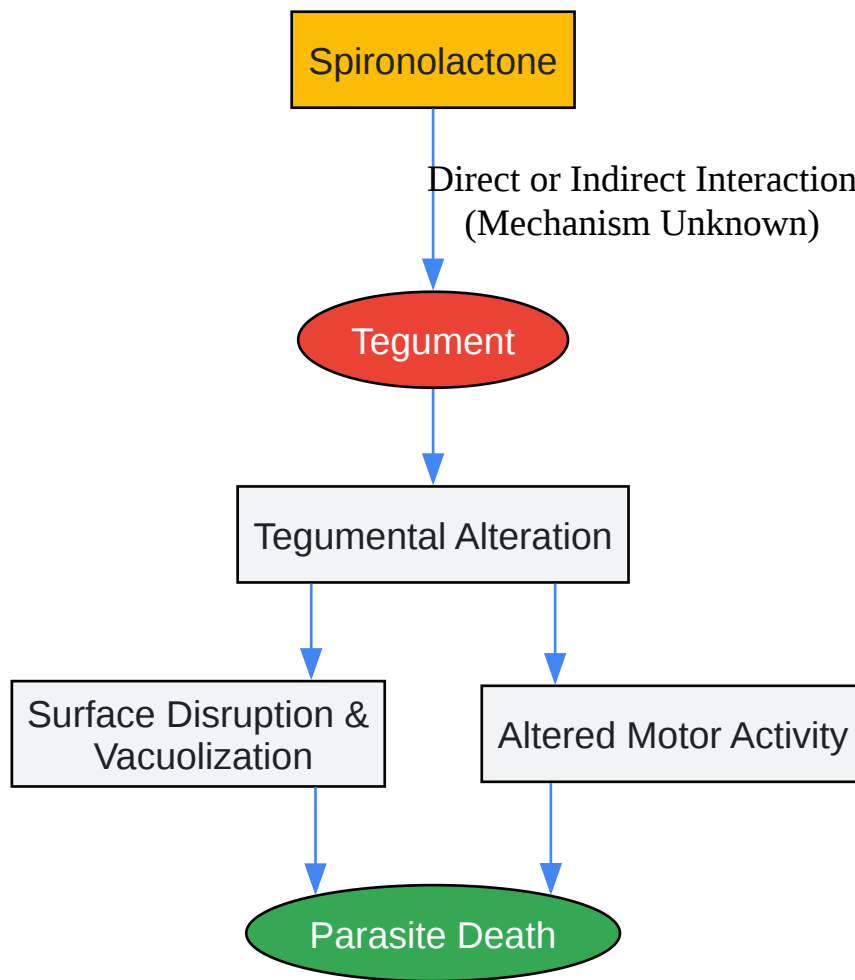 Spironolactone
Direct or Indirect Interaction
(Mechanism Unknown)
Tegument
Tegumental Alteration
Surface Disruption &
Vacuolization
Altered Motor Activity
Parasite Death